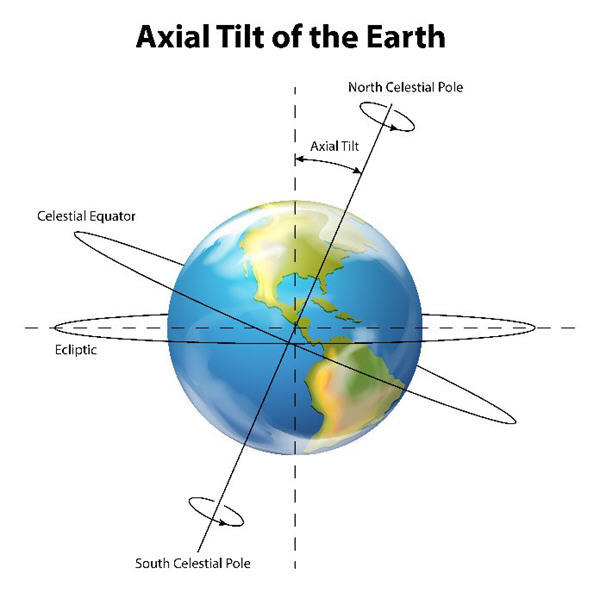 Axial Tilt of the Earth
North Celestial Pole
Axial Tilt
Celestial Equator
Ecliptic
South Celestial Pole